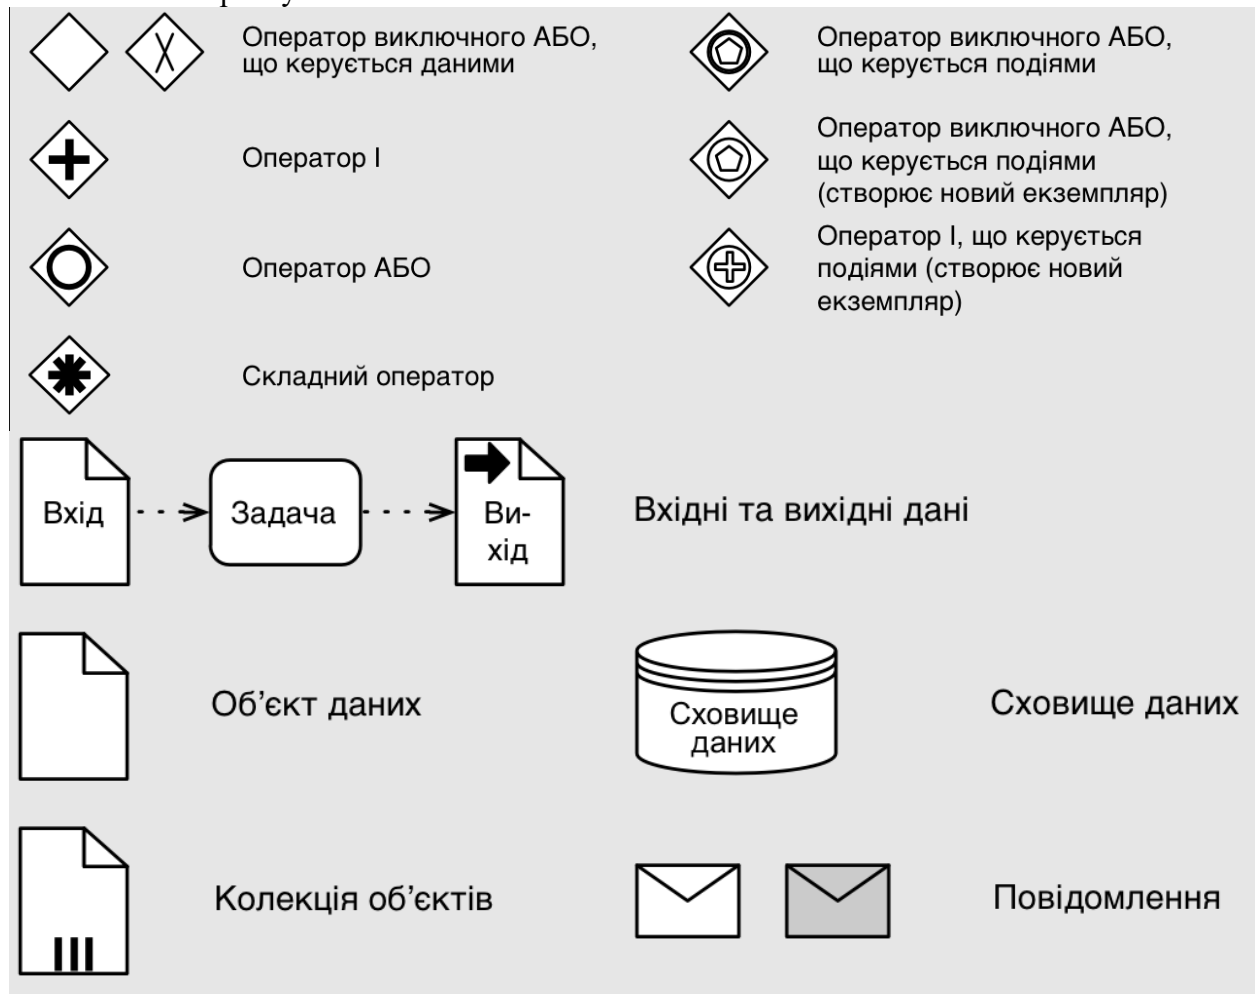 Оператор виключного АБО,
що керується даними
Оператор виключного АБО,
що керується подіями
Оператор І
Оператор виключного АБО,
що керується подіями
(створює новий екземпляр)
Оператор АБО
Оператор І, що керується
подіями (створює новий
екземпляр)
Складний оператор
Вхід
Задача
Ви-
хід
Вхідні та вихідні дані
Об’єкт даних
Сховище
даних
Сховище даних
Колекція об’єктів
Повідомлення